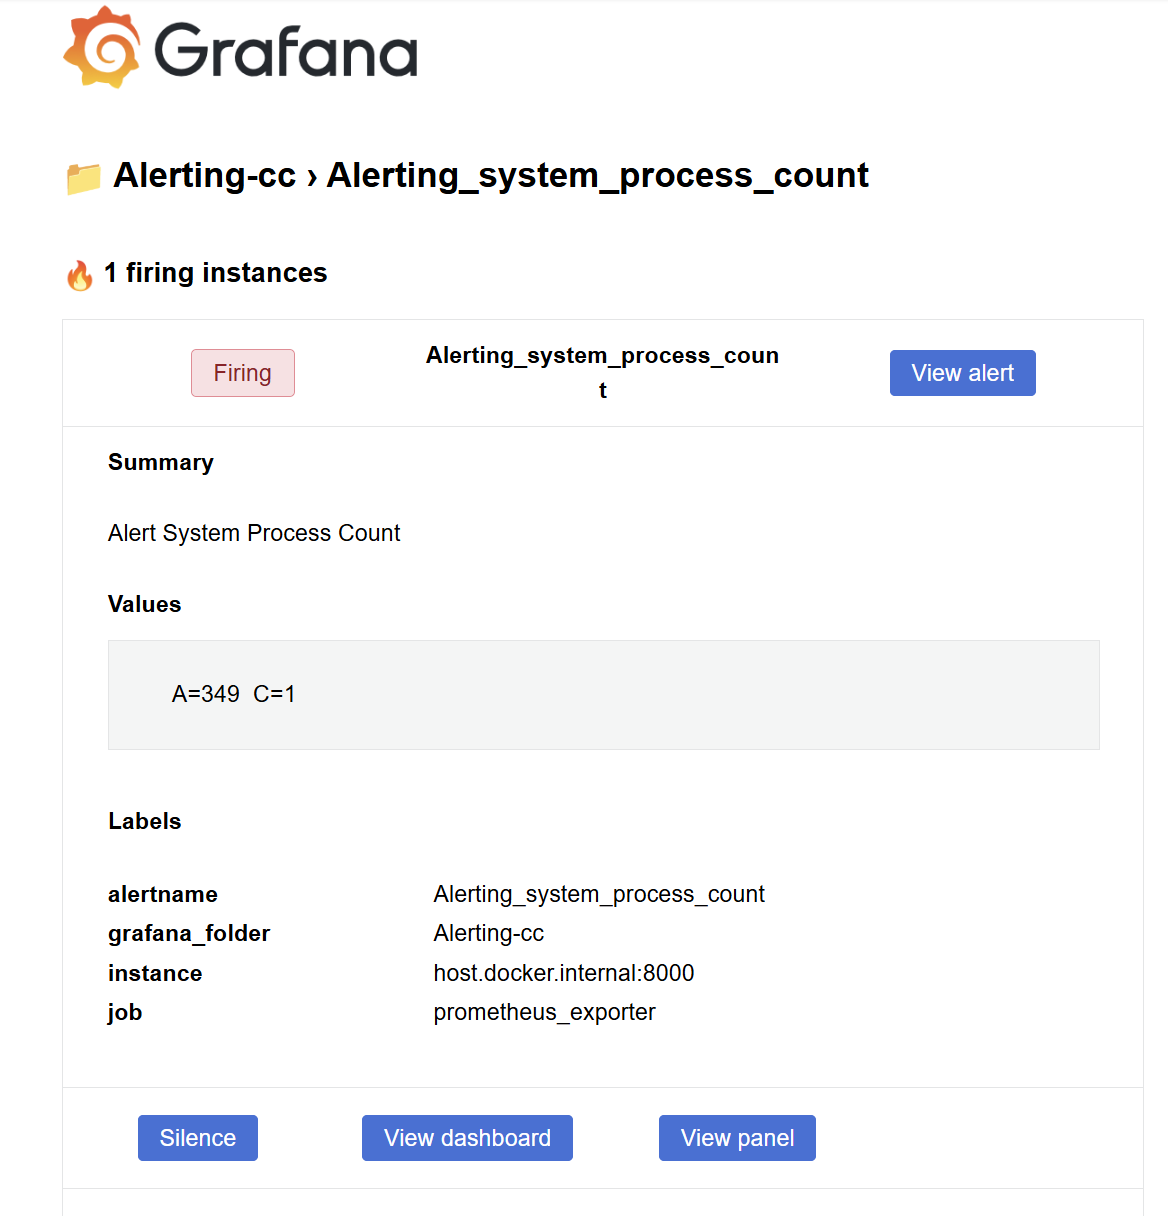 Grafana
📁 Alerting-cc › Alerting_system_process_count
🔥 1 firing instances
Firing
Alerting_system_process_coun
t
View alert
Summary
Alert System Process Count
Values
A=349 C=1
Labels
alertname Alerting_system_process_count
grafana_folder Alerting-cc
instance host.docker.internal:8000
job prometheus_exporter
Silence View dashboard View panel